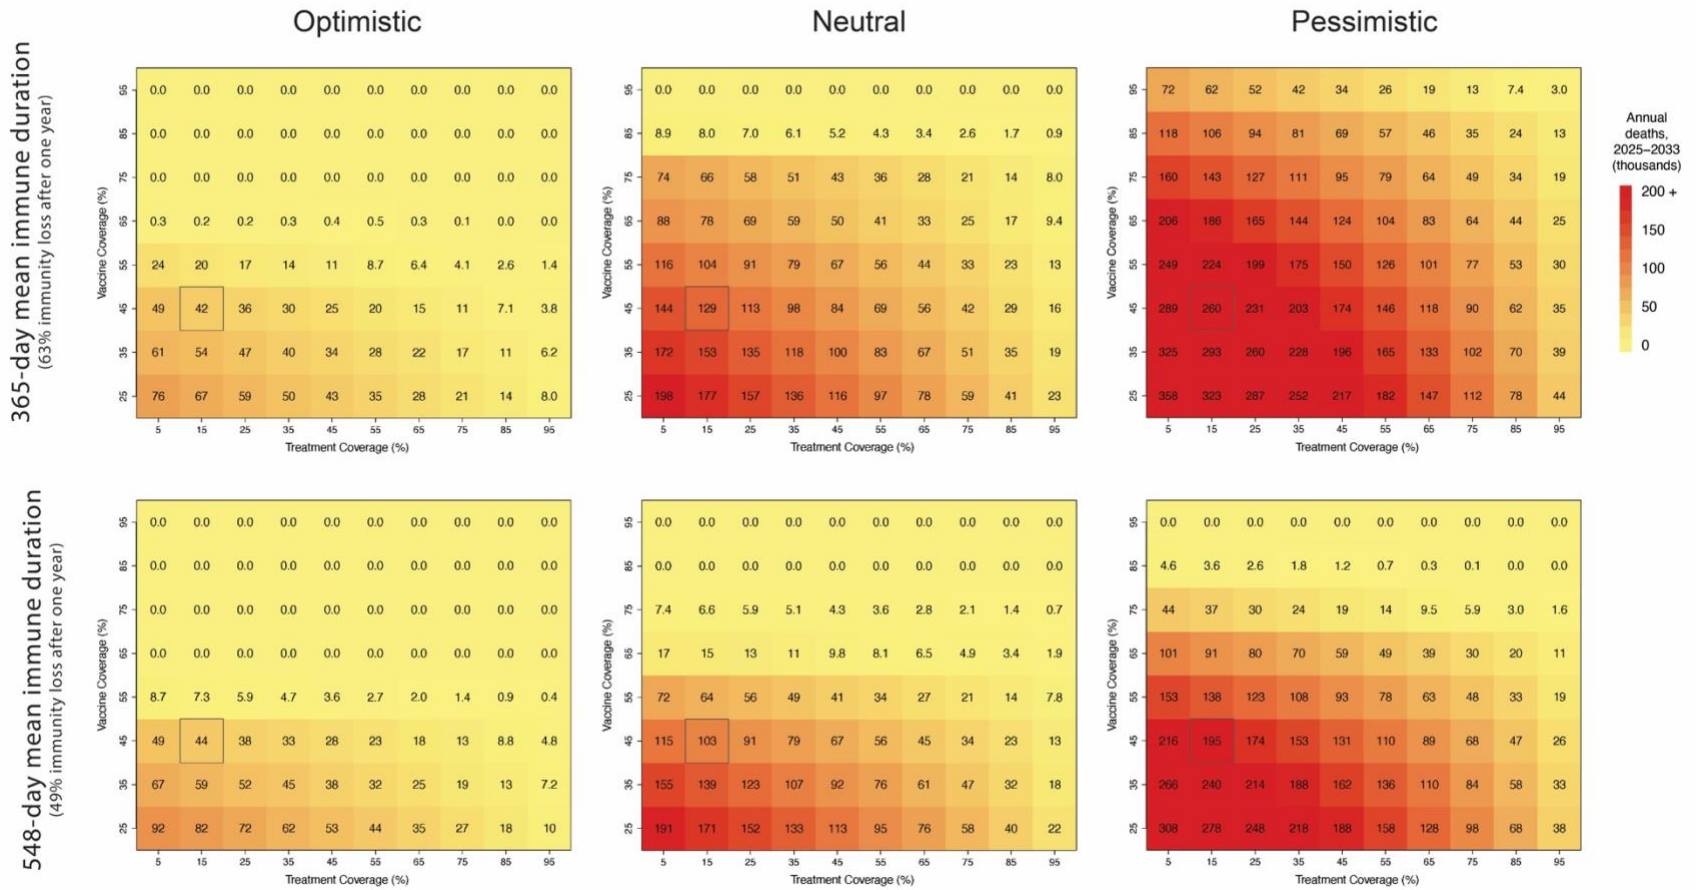 Optimistic
Neutral
Pessimistic
365-day mean immune duration
(63% immunity loss after one year)
Vaccine Coverage (%)
95 0.0 0.0 0.0 0.0 0.0 0.0 0.0 0.0 0.0 0.0
85 0.0 0.0 0.0 0.0 0.0 0.0 0.0 0.0 0.0 0.0
75 0.0 0.0 0.0 0.0 0.0 0.0 0.0 0.0 0.0 0.0
65 0.3 0.2 0.2 0.3 0.4 0.5 0.3 0.1 0.0 0.0
55 24 20 17 14 11 8.7 6.4 4.1 2.6 1.4
45 49 42 36 30 25 20 15 11 7.1 3.8
35 61 54 47 40 34 28 22 17 11 6.2
25 76 67 59 50 43 35 28 21 14 8.0
5 15 25 35 45 55 65 75 85 95
Treatment Coverage (%)
Vaccine Coverage (%)
95 0.0 0.0 0.0 0.0 0.0 0.0 0.0 0.0 0.0 0.0
85 8.9 8.0 7.0 6.1 5.2 4.3 3.4 2.6 1.7 0.9
75 74 66 58 51 43 36 28 21 14 8.0
65 88 78 69 59 50 41 33 25 17 9.4
55 116 104 91 79 67 56 44 33 23 13
45 144 129 113 98 84 69 56 42 29 16
35 172 153 135 118 100 83 67 51 35 19
25 198 177 157 136 116 97 78 59 41 23
5 15 25 35 45 55 65 75 85 95
Treatment Coverage (%)
Vaccine Coverage (%)
95 72 62 52 42 34 26 19 13 7.4 3.0
85 118 106 94 81 69 57 46 35 24 13
75 160 143 127 111 95 79 64 49 34 19
65 206 186 165 144 124 104 83 64 44 25
55 249 224 199 175 150 126 101 77 53 30
45 289 260 231 203 174 146 118 90 62 35
35 325 293 260 228 196 165 133 102 70 39
25 358 323 287 252 217 182 147 112 78 44
5 15 25 35 45 55 65 75 85 95
Treatment Coverage (%)
Annual
deaths,
2025–2033
(thousands)
200 +
150
100
50
0
548-day mean immune duration
(49% immunity loss after one year)
Vaccine Coverage (%)
95 0.0 0.0 0.0 0.0 0.0 0.0 0.0 0.0 0.0 0.0
85 0.0 0.0 0.0 0.0 0.0 0.0 0.0 0.0 0.0 0.0
75 0.0 0.0 0.0 0.0 0.0 0.0 0.0 0.0 0.0 0.0
65 0.0 0.0 0.0 0.0 0.0 0.0 0.0 0.0 0.0 0.0
55 8.7 7.3 5.9 4.7 3.6 2.7 2.0 1.4 0.9 0.4
45 49 44 38 33 28 23 18 13 8.8 4.8
35 67 59 52 45 38 32 25 19 13 7.2
25 92 82 72 62 53 44 35 27 18 10
5 15 25 35 45 55 65 75 85 95
Treatment Coverage (%)
Vaccine Coverage (%)
95 0.0 0.0 0.0 0.0 0.0 0.0 0.0 0.0 0.0 0.0
85 0.0 0.0 0.0 0.0 0.0 0.0 0.0 0.0 0.0 0.0
75 7.4 6.6 5.9 5.1 4.3 3.6 2.8 2.1 1.4 0.7
65 17 15 13 11 9.8 8.1 6.5 4.9 3.4 1.9
55 72 64 56 49 41 34 27 21 14 7.8
45 115 103 91 79 67 56 45 34 23 13
35 155 139 123 107 92 76 61 47 32 18
25 191 171 152 133 113 95 76 58 40 22
5 15 25 35 45 55 65 75 85 95
Treatment Coverage (%)
Vaccine Coverage (%)
95 0.0 0.0 0.0 0.0 0.0 0.0 0.0 0.0 0.0 0.0
85 4.6 3.6 2.6 1.8 1.2 0.7 0.3 0.1 0.0 0.0
75 44 37 30 24 19 14 9.5 5.9 3.0 1.6
65 101 91 80 70 59 49 39 30 20 11
55 153 138 123 108 93 78 63 48 33 19
45 216 195 174 153 131 110 89 68 47 26
35 266 240 214 188 162 136 110 84 58 33
25 308 278 248 218 188 158 128 98 68 38
5 15 25 35 45 55 65 75 85 95
Treatment Coverage (%)